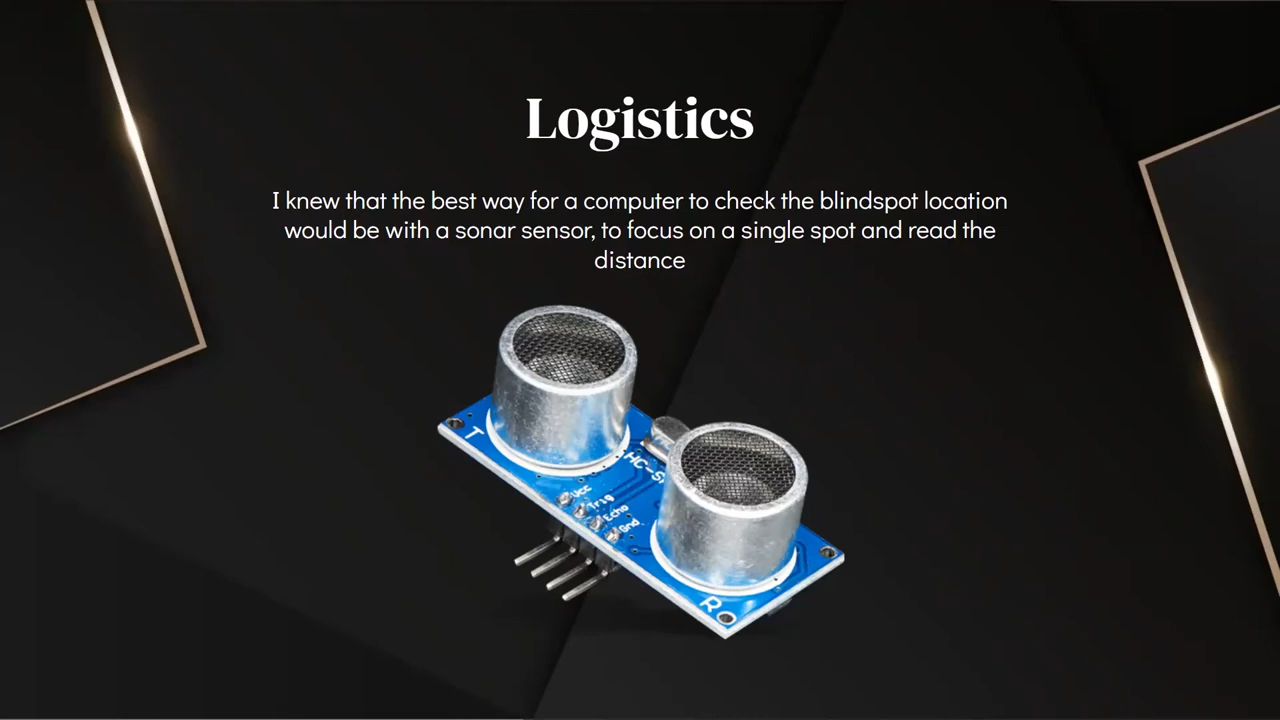 Logistics
I knew that the best way for a computer to check the blindspot location
would be with a sonar sensor, to focus on a single spot and read the
distance
T
HC-S
Vcc
Trig
Echo
Gnd
R